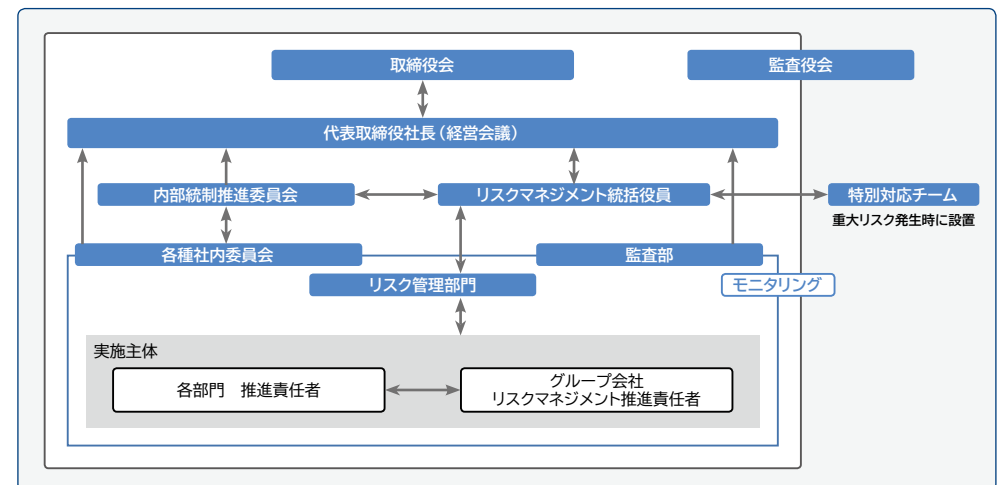 取締役会
監査役会
代表取締役社長（経営会議）
内部統制推進委員会
リスクマネジメント統括役員
特別対応チーム
重大リスク発生時に設置
各種社内委員会
監査部
リスク管理部門
モニタリング
実施主体
各部門　推進責任者
グループ会社
リスクマネジメント推進責任者